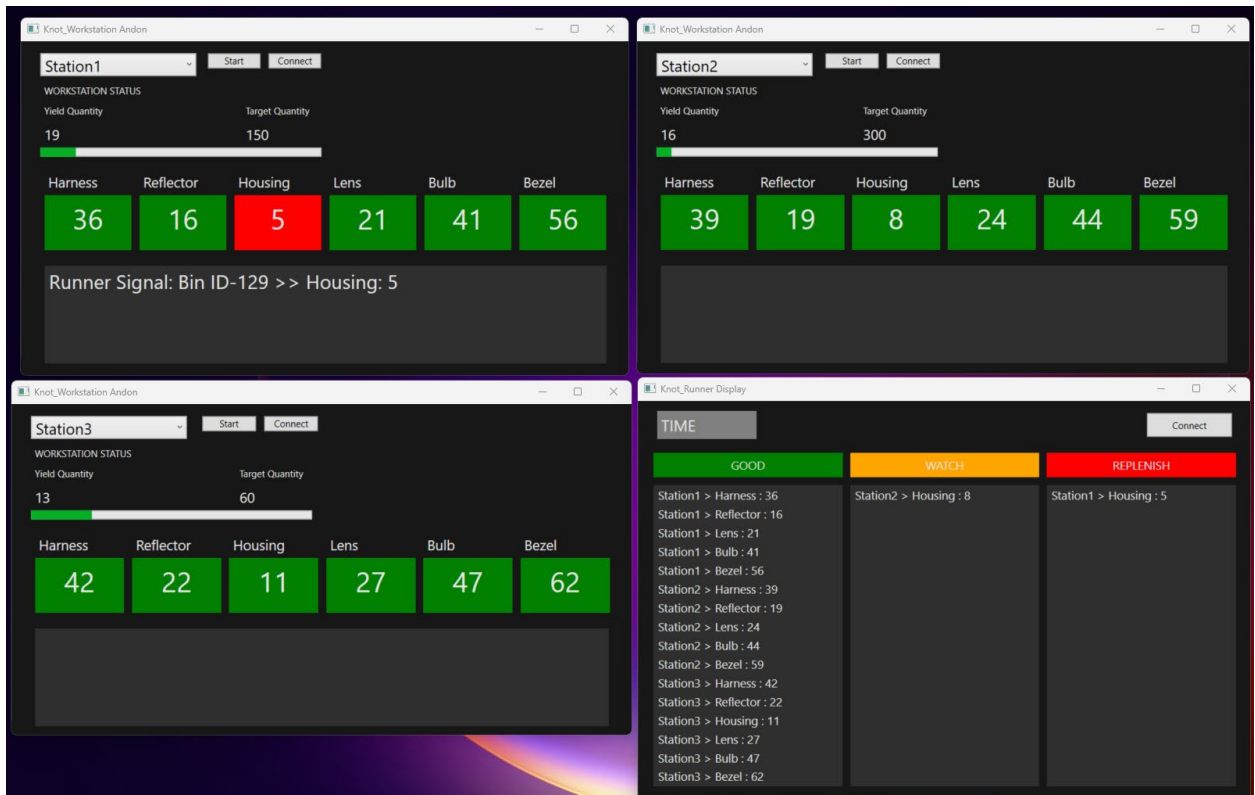 Knot_Workstation Andon
Station1 Start Connect
WORKSTATION STATUS
Yield Quantity Target Quantity
19 150
Harness Reflector Housing Lens Bulb Bezel
36 16 5 21 41 56
Runner Signal: Bin ID-129 >> Housing: 5
Knot_Workstation Andon
Station2 Start Connect
WORKSTATION STATUS
Yield Quantity Target Quantity
16 300
Harness Reflector Housing Lens Bulb Bezel
39 19 8 24 44 59
Knot_Workstation Andon
Station3 Start Connect
WORKSTATION STATUS
Yield Quantity Target Quantity
13 60
Harness Reflector Housing Lens Bulb Bezel
42 22 11 27 47 62
Knot_Runner Display
TIME Connect
GOOD WATCH REPLENISH
Station1 > Harness : 36 Station2 > Housing : 8 Station1 > Housing : 5
Station1 > Reflector : 16
Station1 > Lens : 21
Station1 > Bulb : 41
Station1 > Bezel : 56
Station2 > Harness : 39
Station2 > Reflector : 19
Station2 > Lens : 24
Station2 > Bulb : 44
Station2 > Bezel : 59
Station3 > Harness : 42
Station3 > Reflector : 22
Station3 > Housing : 11
Station3 > Lens : 27
Station3 > Bulb : 47
Station3 > Bezel : 62